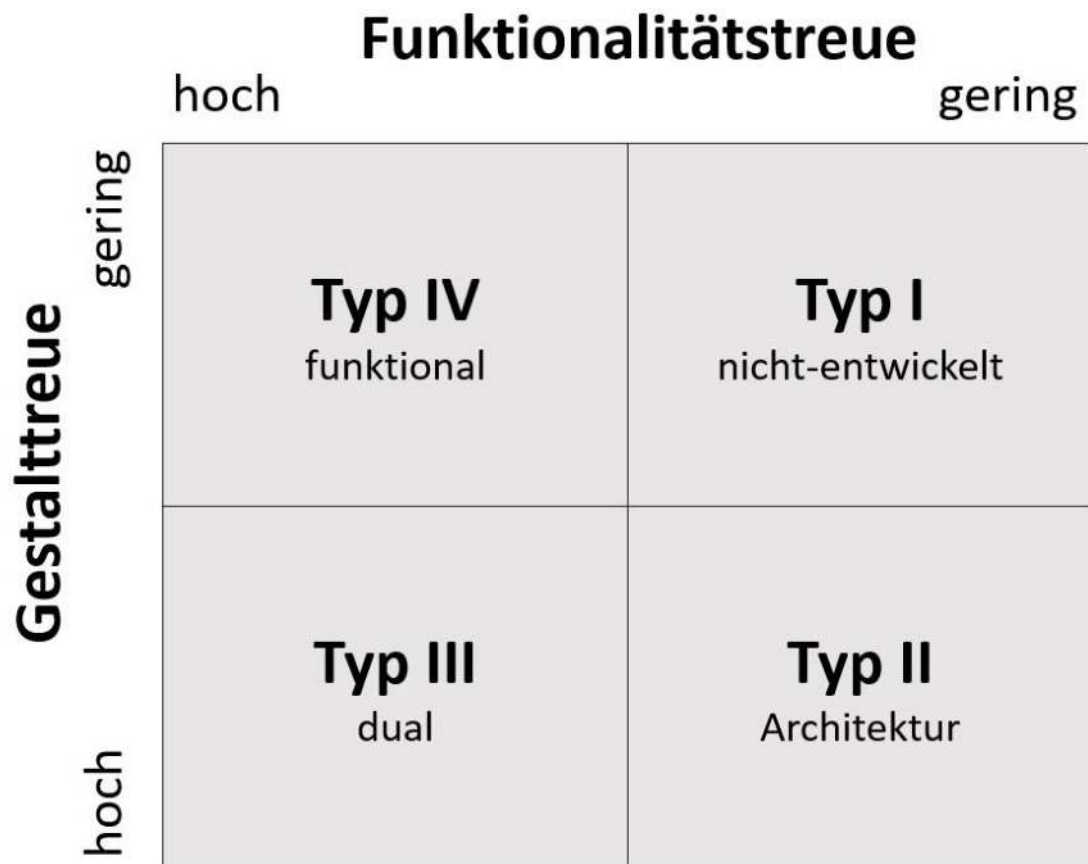 Funktionalitätstreue
hoch
gering
Gestalttreue
gering
Typ IV
funktional
Typ I
nicht-entwickelt
hoch
Typ III
dual
Typ II
Architektur